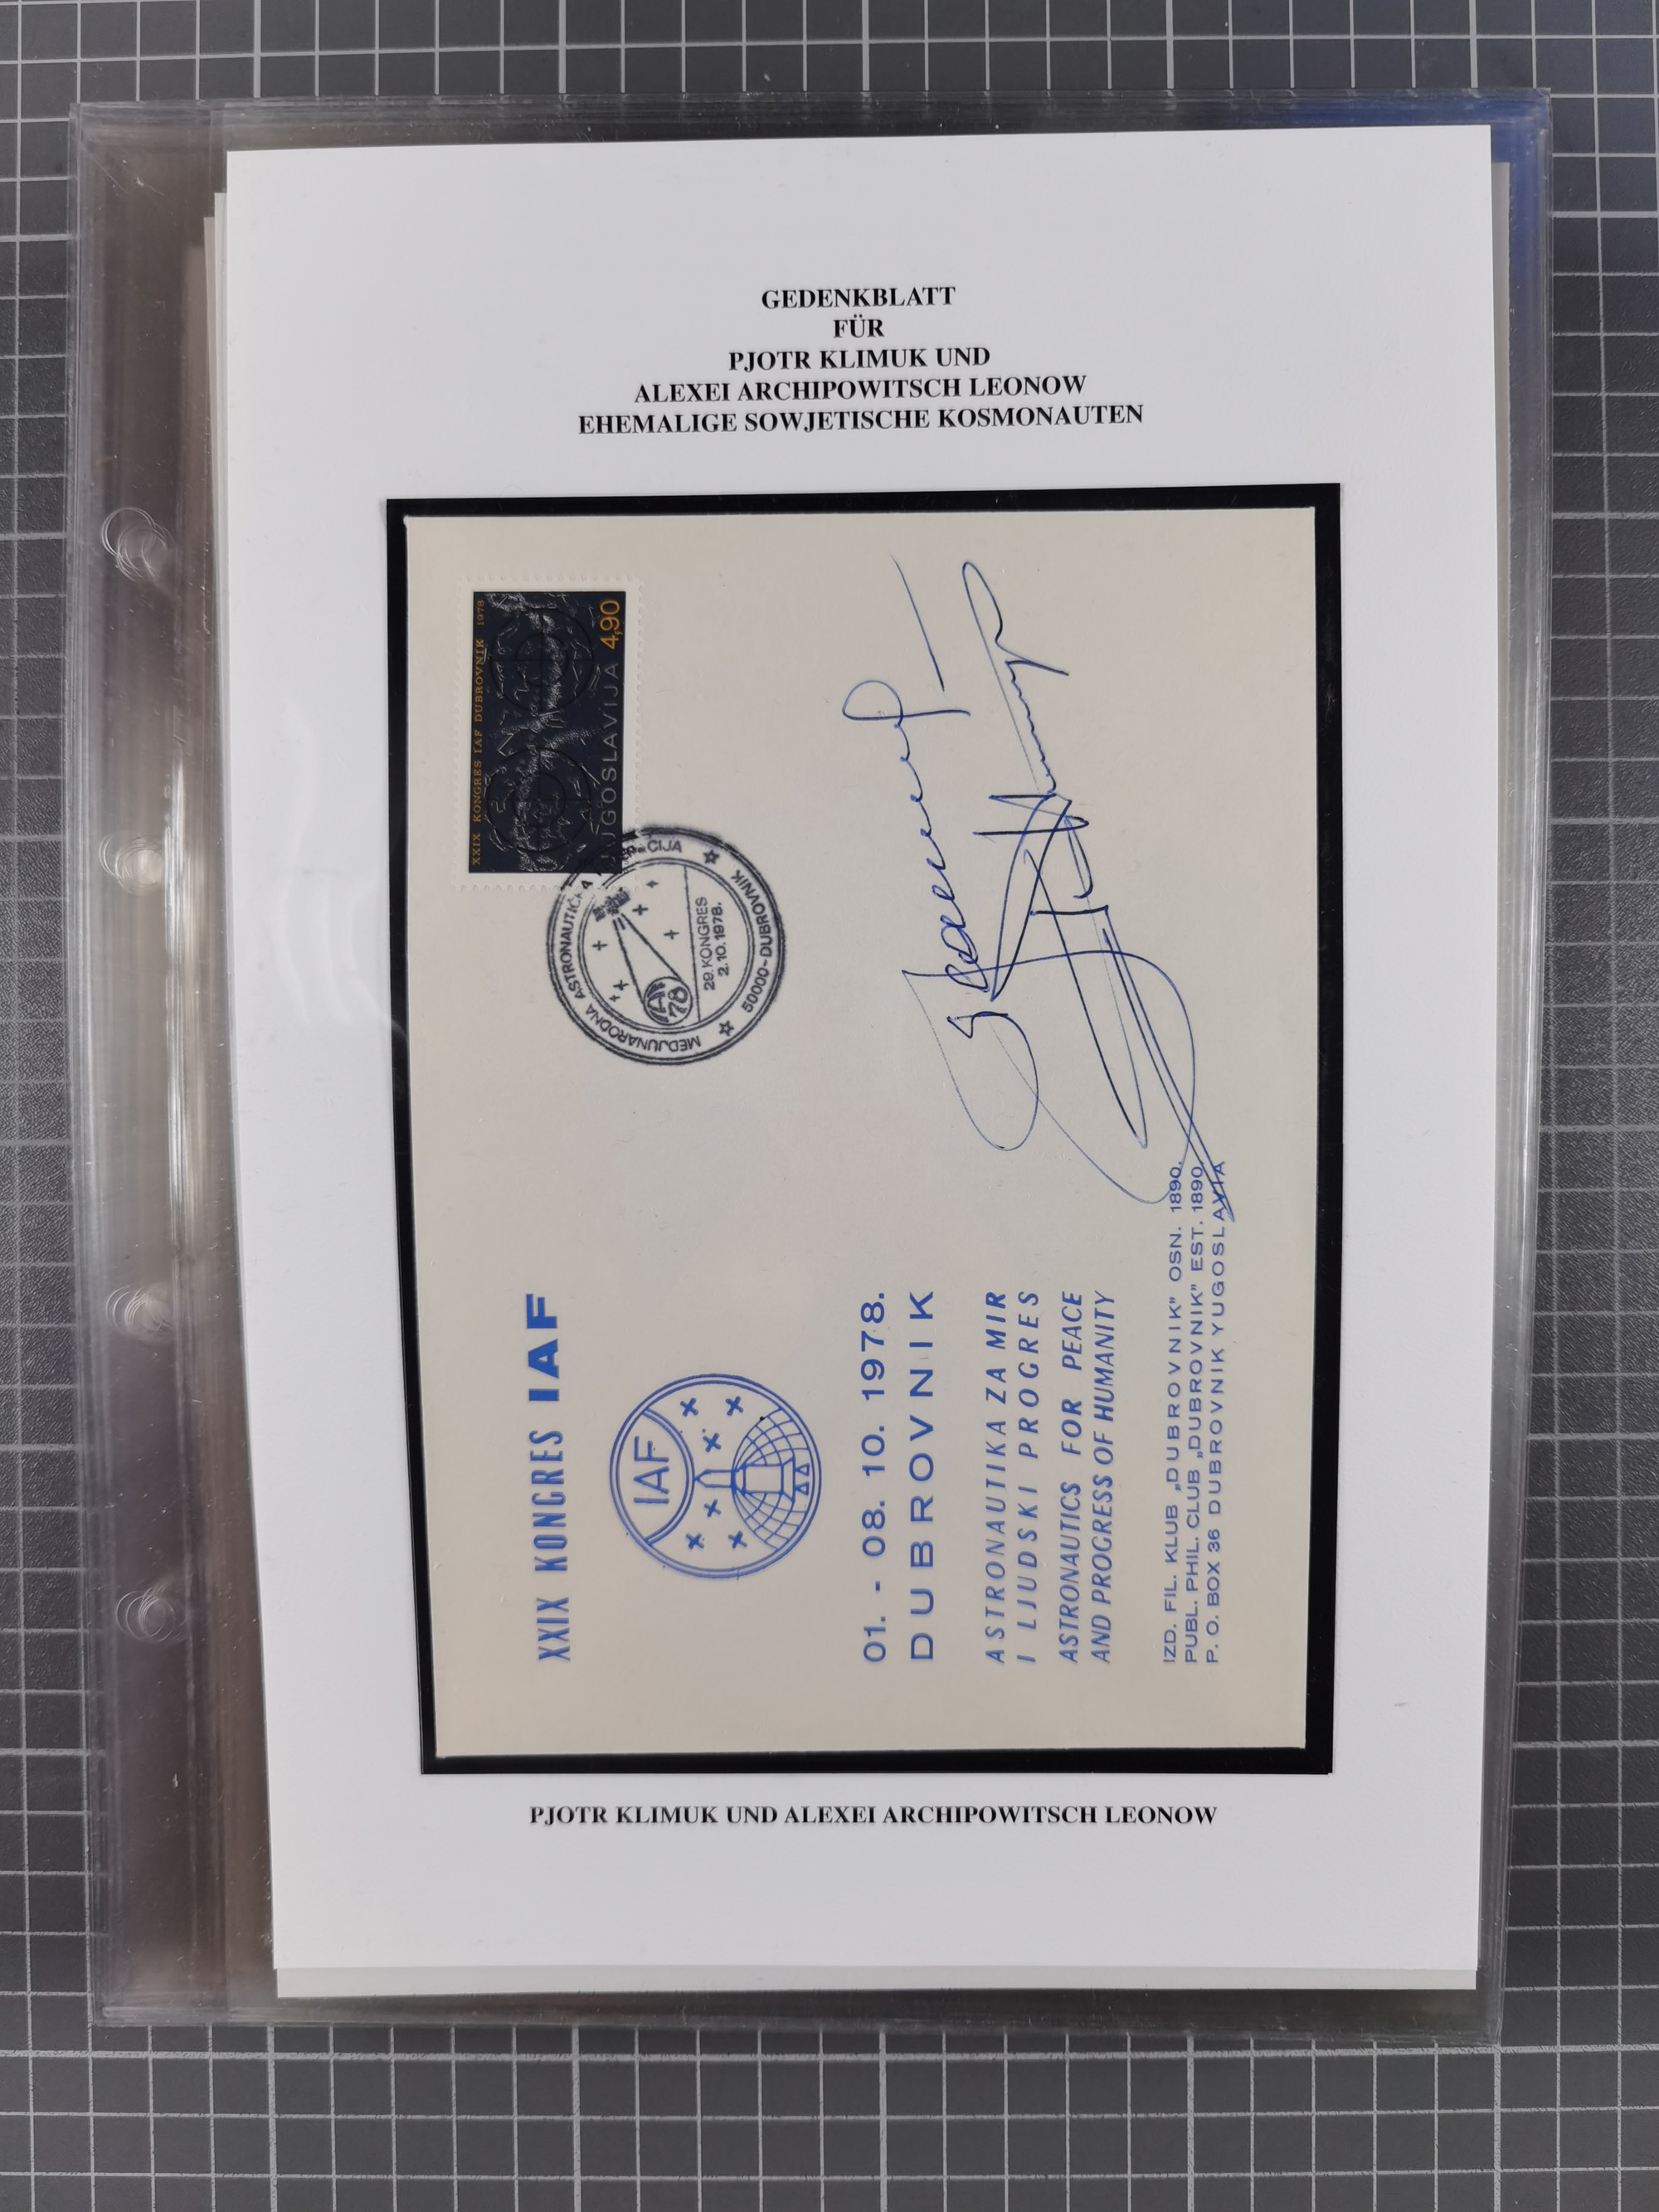 GEDENKBLATT
FÜR
PJOTR KLIMUK UND
ALEXEI ARCHIPOWITSCH LEONOW
EHEMALIGE SOWJETISCHE KOSMONAUTEN
XXIX KONGRES IAF DUBROVNIK 1978
JUGOSLAVIJA 4,90
MEDJUNARODNA ASTRONAUTIČKA
29. KONGRES
2.10.1978.
IAF 78
50000-DUBROVNIK
XXIX KONGRES IAF
IAF
01. - 08. 10. 1978.
DUBROVNIK
ASTRONAUTIKA ZA MIR
I LJUDSKI PROGRES
ASTRONAUTICS FOR PEACE
AND PROGRESS OF HUMANITY
IZD. FIL. KLUB „DUBROVNIK" OSN. 1890.
PUBL. PHIL. CLUB „DUBROVNIK" EST. 1890.
P. O. BOX 36 DUBROVNIK YUGOSLAVIA
PJOTR KLIMUK UND ALEXEI ARCHIPOWITSCH LEONOW